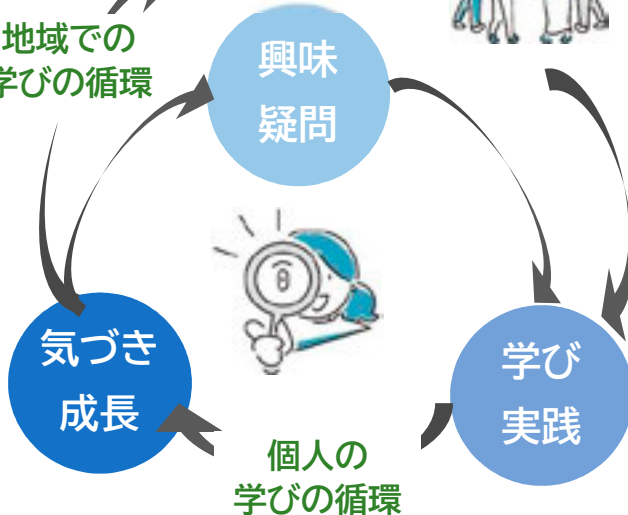 地域での
学びの循環
興味
疑問
気づき
成長
学び
実践
個人の
学びの循環